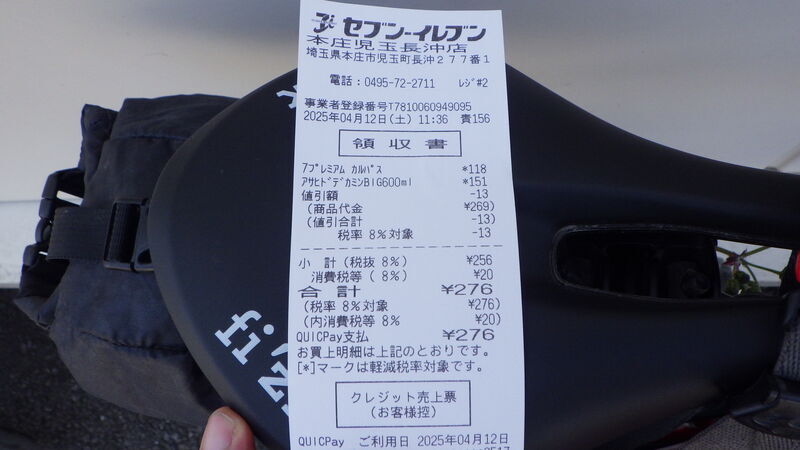 セブン-イレブン
本庄児玉長沖店
埼玉県本庄市児玉町長沖277番1
電話:0495-72-2711 レジ#2
事業者登録番号T7810060949095
2025年04月12日(土) 11:36 責156
領収書
7プレミアム カルパス *118
アサヒドデカミンBIG600ml *151
値引額 -13
(商品代金 ¥269)
(値引合計 -13)
税率 8%対象 -13
小 計(税抜 8%) ¥256
消費税等( 8%) ¥20
合計 ¥276
(税率 8%対象 ¥276)
(内消費税等 8% ¥20)
QUICPay支払 ¥276
お買上明細は上記のとおりです。
[*]マークは軽減税率対象です。
クレジット売上票
(お客様控)
QUICPay ご利用日 2025年04月12日